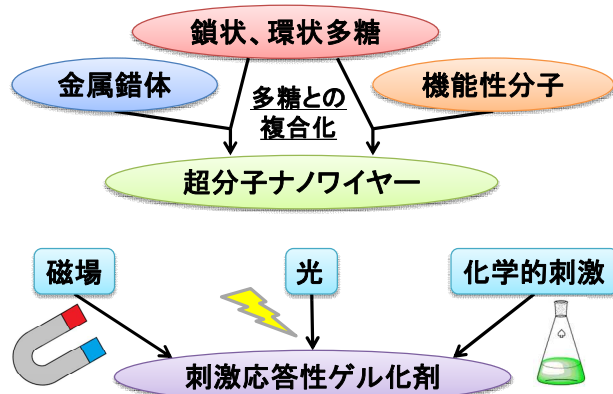 鎖状、環状多糖
金属錯体
機能性分子
多糖との
複合化
超分子ナノワイヤー
磁場
光
化学的刺激
刺激応答性ゲル化剤